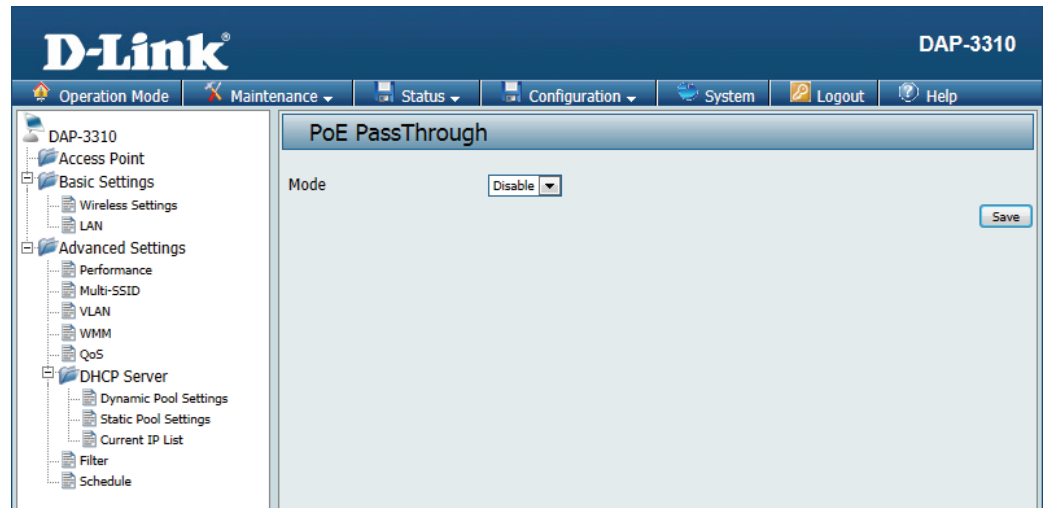 D-Link®
DAP-3310
Operation Mode Maintenance Status Configuration System Logout Help
DAP-3310
Access Point
Basic Settings
Wireless Settings
LAN
Advanced Settings
Performance
Multi-SSID
VLAN
WMM
QoS
DHCP Server
Dynamic Pool Settings
Static Pool Settings
Current IP List
Filter
Schedule
PoE PassThrough
Mode Disable
Save